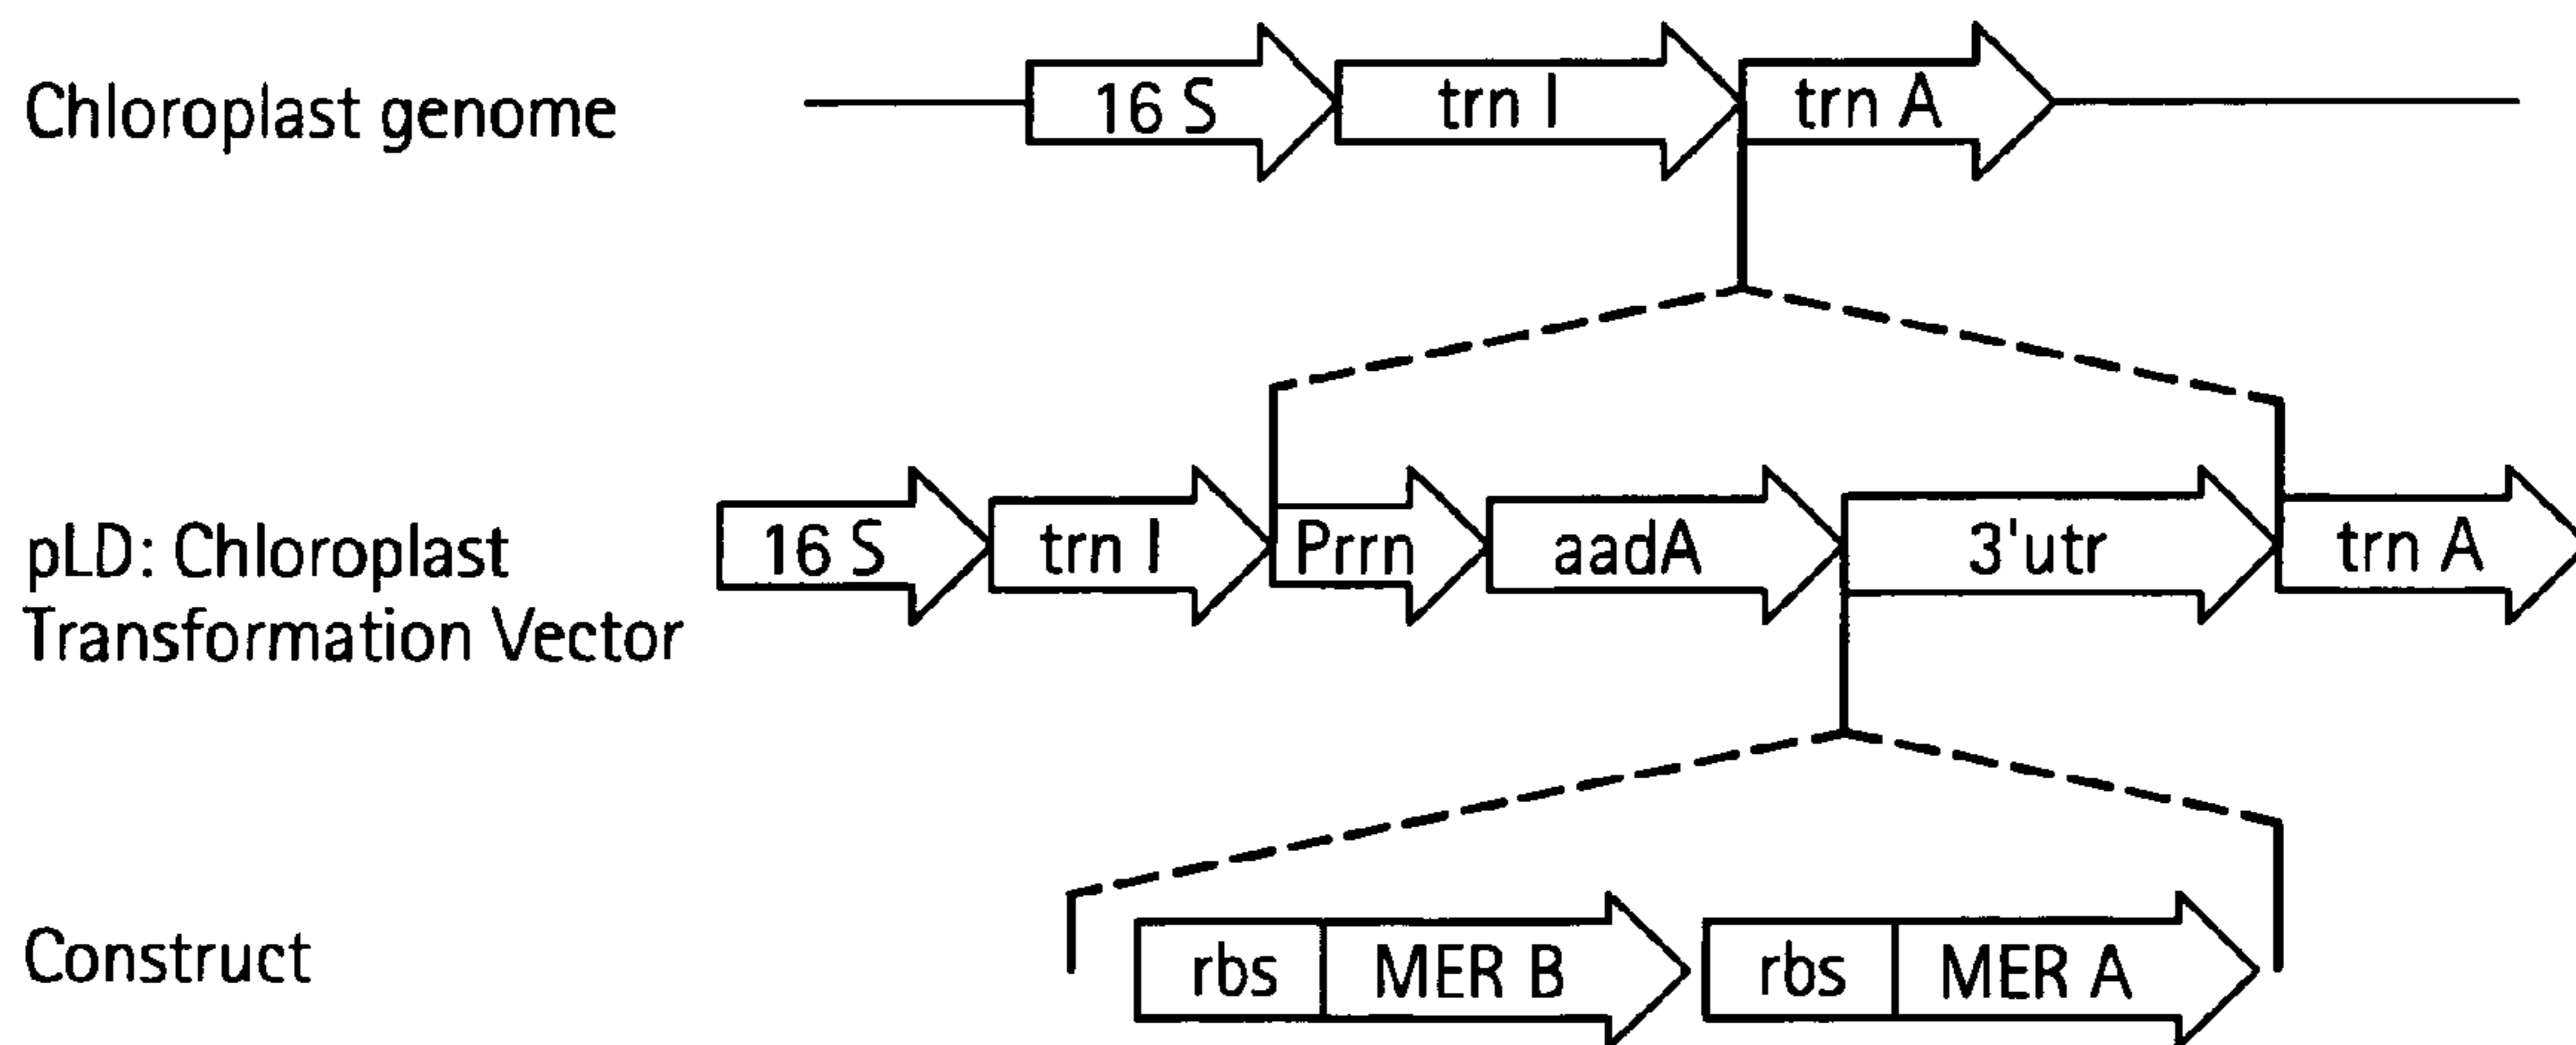 Chloroplast genome
16 S trn I trn A
pLD: Chloroplast
Transformation Vector
16 S trn I Prrn aadA 3'utr trn A
Construct
rbs MER B rbs MER A